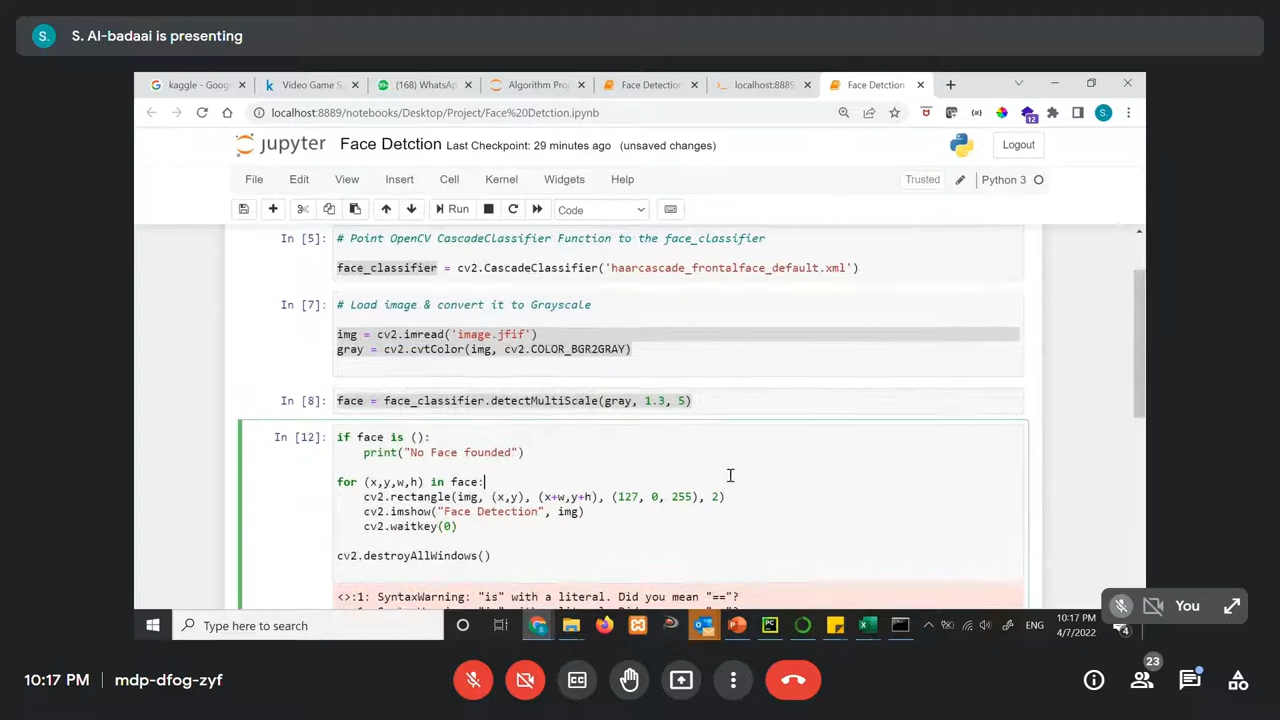 S. S. Al-badaai is presenting
kaggle - Goog
Video Game S
(168) WhatsA
Algorithm Pro
Face Detection
localhost:8889
Face Detction
localhost:8889/notebooks/Desktop/Project/Face%20Detction.ipynb
12
S
jupyter Face Detction Last Checkpoint: 29 minutes ago (unsaved changes)
Logout
File Edit View Insert Cell Kernel Widgets Help
Trusted
Python 3
Run
Code
In [5]: # Point OpenCV CascadeClassifier Function to the face_classifier
face_classifier = cv2.CascadeClassifier('haarcascade_frontalface_default.xml')
In [7]: # Load image & convert it to Grayscale
img = cv2.imread('image.jfif')
gray = cv2.cvtColor(img, cv2.COLOR_BGR2GRAY)
In [8]: face = face_classifier.detectMultiScale(gray, 1.3, 5)
In [12]: if face is ():
print("No Face founded")
for (x,y,w,h) in face:
cv2.rectangle(img, (x,y), (x+w,y+h), (127, 0, 255), 2)
cv2.imshow("Face Detection", img)
cv2.waitkey(0)
cv2.destroyAllWindows()
<>:1: SyntaxWarning: "is" with a literal. Did you mean "=="?
You
Type here to search
ENG
10:17 PM
4/7/2022
4
10:17 PM | mdp-dfog-zyf
23